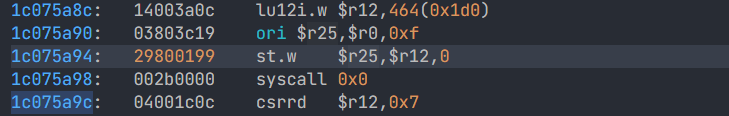 1c075a8c: 14003a0c lu12i.w $r12,464(0x1d0)
1c075a90: 03803c19 ori $r25,$r0,0xf
1c075a94: 29800199 st.w $r25,$r12,0
1c075a98: 002b0000 syscall 0x0
1c075a9c: 04001c0c csrrd $r12,0x7